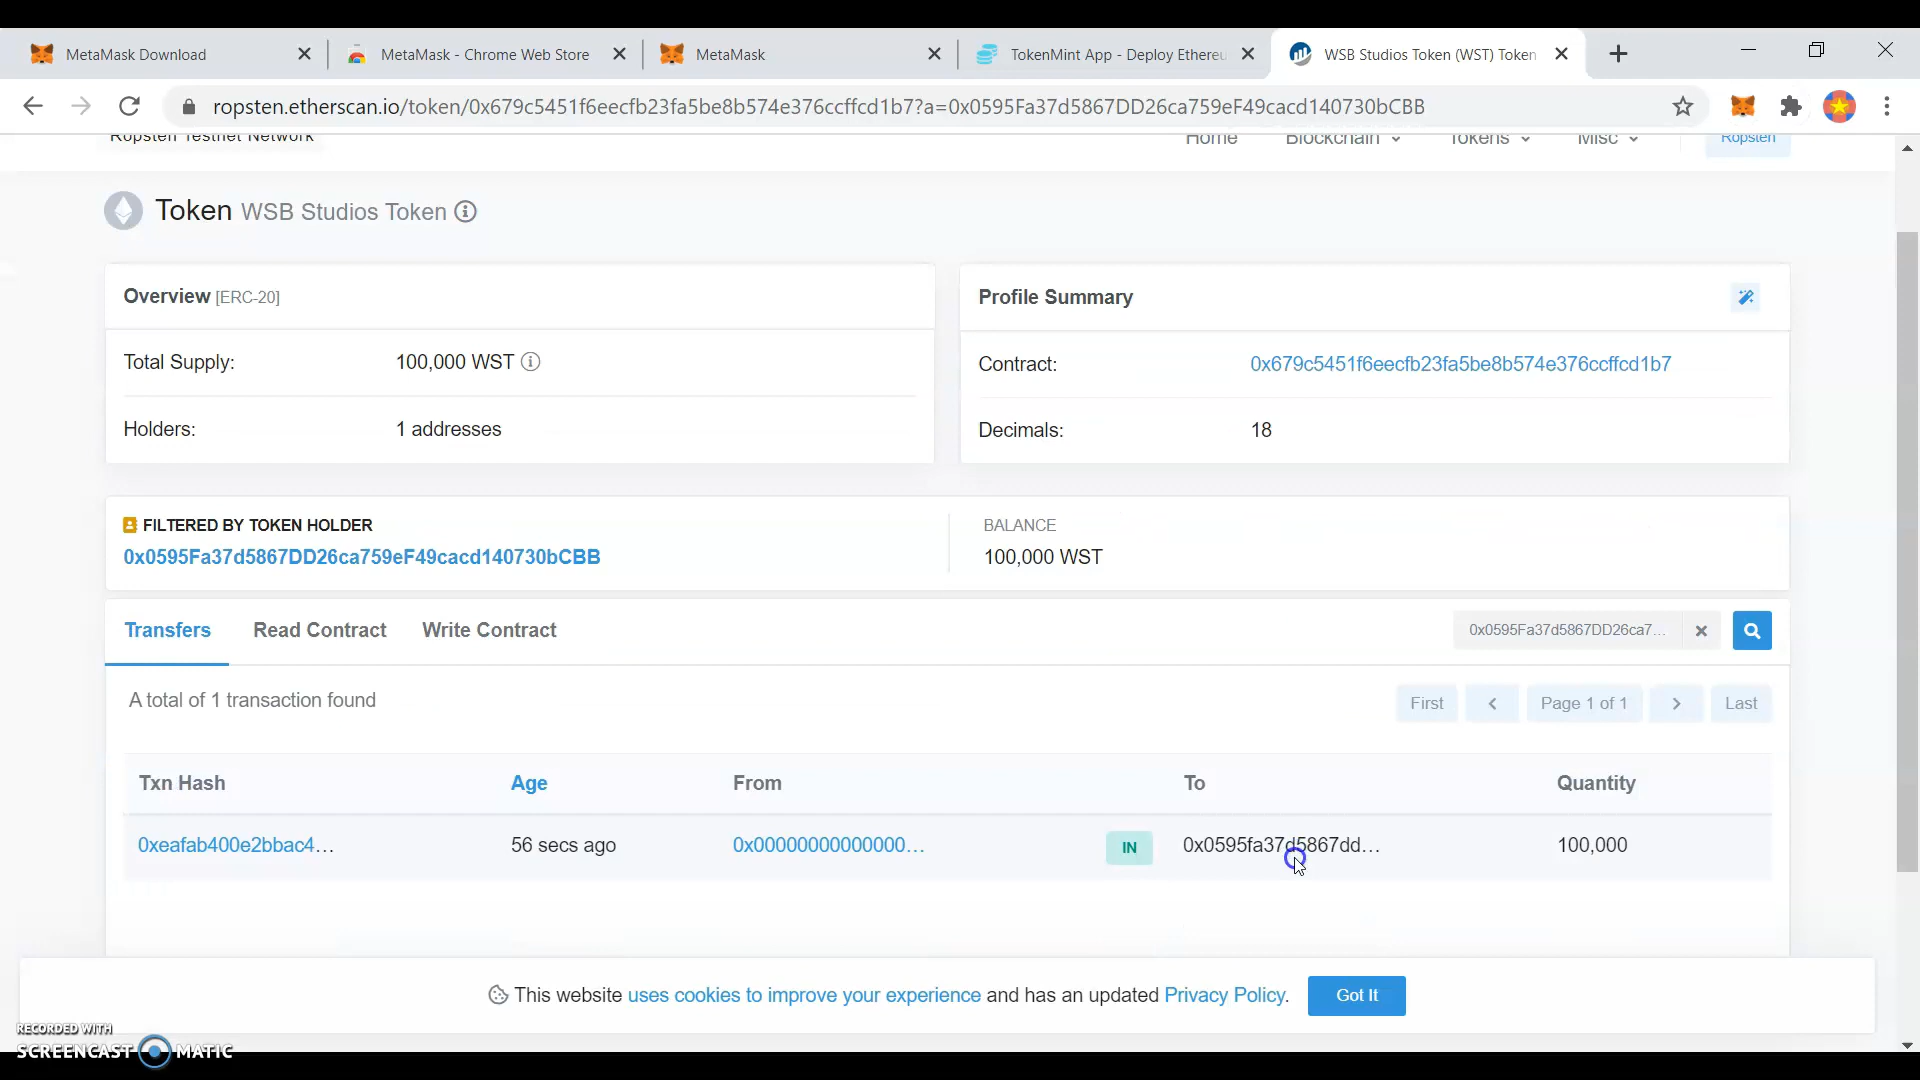 MetaMask Download
MetaMask - Chrome Web Store
MetaMask
TokenMint App - Deploy Ethereu
WSB Studios Token (WST) Token
ropsten.etherscan.io/token/0x679c5451f6eecfb23fa5be8b574e376ccffcd1b7?a=0x0595Fa37d5867DD26ca759eF49cacd140730bCBB
Ropsten Testnet Network
Home
Blockchain
Tokens
Misc
Ropsten
Token WSB Studios Token
Overview [ERC-20]
Total Supply: 100,000 WST
Holders: 1 addresses
Profile Summary
Contract: 0x679c5451f6eecfb23fa5be8b574e376ccffcd1b7
Decimals: 18
FILTERED BY TOKEN HOLDER
0x0595Fa37d5867DD26ca759eF49cacd140730bCBB
BALANCE
100,000 WST
Transfers Read Contract Write Contract
0x0595Fa37d5867DD26ca7...
A total of 1 transaction found
First
Page 1 of 1
Last
Txn Hash Age From To Quantity
0xeafab400e2bbac4... 56 secs ago 0x00000000000000... IN 0x0595fa37d5867dd... 100,000
This website uses cookies to improve your experience and has an updated Privacy Policy.
Got It
RECORDED WITH
SCREENCAST MATIC